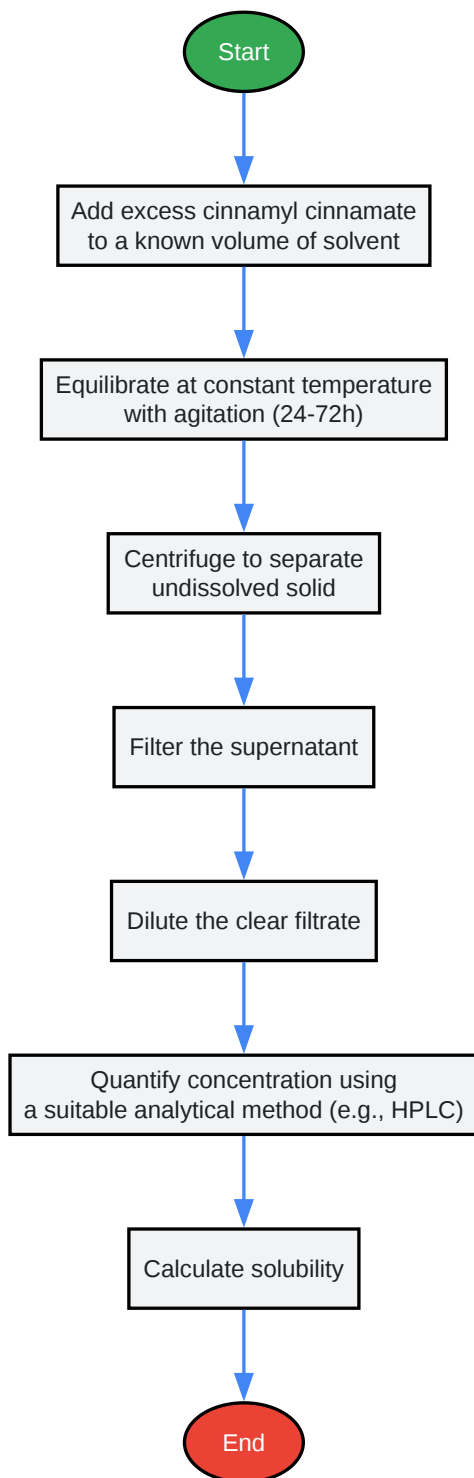 Start
Add excess cinnamyl cinnamate
to a known volume of solvent
Equilibrate at constant temperature
with agitation (24-72h)
Centrifuge to separate
undissolved solid
Filter the supernatant
Dilute the clear filtrate
Quantify concentration using
a suitable analytical method (e.g., HPLC)
Calculate solubility
End